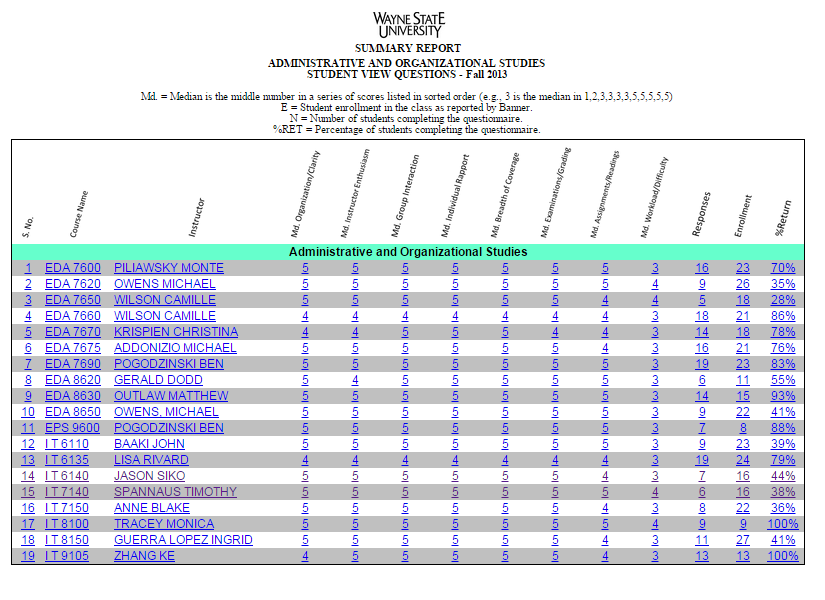 WAYNE STATE
UNIVERSITY
SUMMARY REPORT
ADMINISTRATIVE AND ORGANIZATIONAL STUDIES
STUDENT VIEW QUESTIONS - Fall 2013
Md. = Median is the middle number in a series of scores listed in sorted order (e.g., 3 is the median in 1,2,3,3,3,3,5,5,5,5,5)
E = Student enrollment in the class as reported by Banner.
N = Number of students completing the questionnaire.
%RET = Percentage of students completing the questionnaire.
S. No. Course Name Instructor Md. Organization/Clarity Md. Instructor Enthusiasm Md. Group Interaction Md. Individual Rapport Md. Breadth of Coverage Md. Examinations/Grading Md. Assignments/Readings Md. Workload/Difficulty Responses Enrollment %Return
Administrative and Organizational Studies
1 EDA 7600 PILIAWSKY MONTE 5 5 5 5 5 5 5 3 16 23 70%
2 EDA 7620 OWENS MICHAEL 5 5 5 5 5 5 5 4 9 26 35%
3 EDA 7650 WILSON CAMILLE 5 5 5 5 5 5 4 4 5 18 28%
4 EDA 7660 WILSON CAMILLE 4 4 4 4 4 4 4 3 18 21 86%
5 EDA 7670 KRISPIEN CHRISTINA 4 4 5 5 5 4 4 3 14 18 78%
6 EDA 7675 ADDONIZIO MICHAEL 5 5 5 5 5 5 4 3 16 21 76%
7 EDA 7690 POGODZINSKI BEN 5 5 5 5 5 5 5 3 19 23 83%
8 EDA 8620 GERALD DODD 5 4 5 5 5 5 5 3 6 11 55%
9 EDA 8630 OUTLAW MATTHEW 5 5 5 5 5 5 5 3 14 15 93%
10 EDA 8650 OWENS, MICHAEL 5 5 5 5 5 5 5 3 9 22 41%
11 EPS 9600 POGODZINSKI BEN 5 5 5 5 5 5 5 3 7 8 88%
12 I T 6110 BAAKI JOHN 5 5 5 5 5 5 5 3 9 23 39%
13 I T 6135 LISA RIVARD 4 4 4 4 4 4 4 3 19 24 79%
14 I T 6140 JASON SIKO 5 5 5 5 5 5 4 3 7 16 44%
15 I T 7140 SPANNAUS TIMOTHY 5 5 5 5 5 5 5 4 6 16 38%
16 I T 7150 ANNE BLAKE 5 5 5 5 5 5 4 3 8 22 36%
17 I T 8100 TRACEY MONICA 5 5 5 5 5 5 5 4 9 9 100%
18 I T 8150 GUERRA LOPEZ INGRID 5 5 5 5 5 5 4 3 11 27 41%
19 I T 9105 ZHANG KE 4 5 5 5 5 5 4 3 13 13 100%